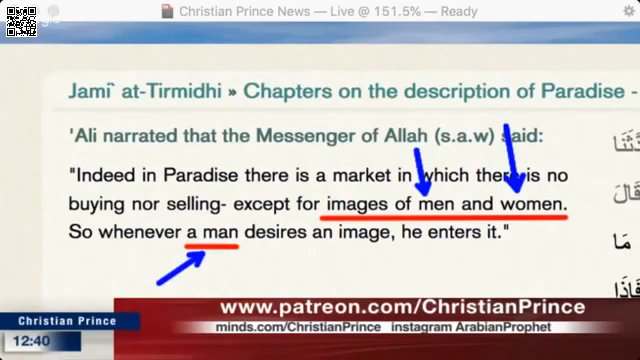 Christian Prince News — Live @ 151.5% — Ready
Jami` at-Tirmidhi » Chapters on the description of Paradise -
'Ali narrated that the Messenger of Allah (s.a.w) said:
"Indeed in Paradise there is a market in which there is no
buying nor selling- except for images of men and women.
So whenever a man desires an image, he enters it."
قَالَ
مَا
فَإِذَا
www.patreon.com/ChristianPrince
Christian Prince
minds.com/ChristianPrince instagram ArabianProphet
12:40